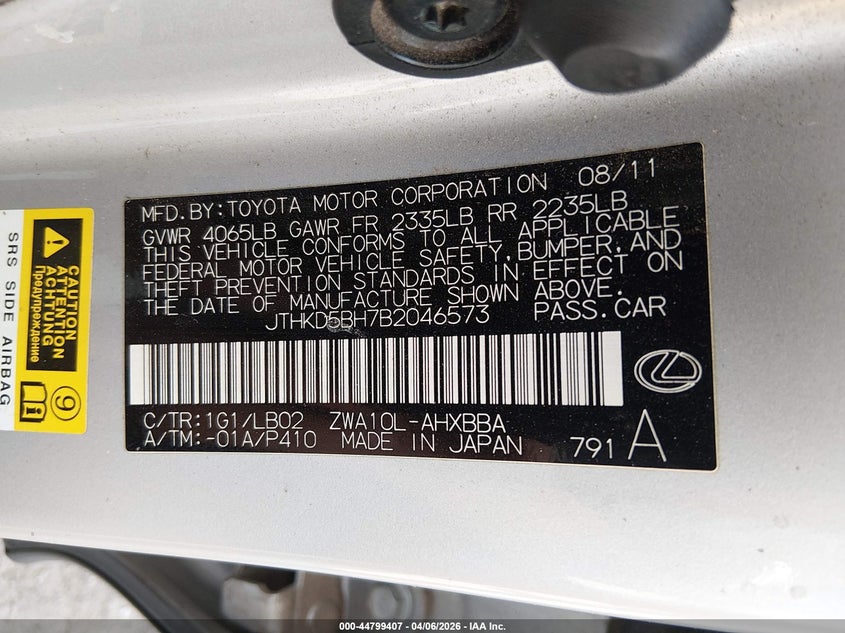 MFD.BY:TOYOTA MOTOR CORPORATION 08/11
GVWR 4065LB GAWR FR 2335LB RR 2235LB
THIS VEHICLE CONFORMS TO ALL APPLICABLE
FEDERAL MOTOR VEHICLE SAFETY,BUMPER,AND
THEFT PREVENTION STANDARDS IN EFFECT ON
THE DATE OF MANUFACTURE SHOWN ABOVE.
JTHKD5BH7B2046573 PASS.CAR
C/TR:1G1/LB02 ZWA10L-AHXBBA
A/TM:-01A/P410 MADE IN JAPAN 791 A
CAUTION
ATTENTION
ACHTUNG
Предупреждение
9
SRS SIDE AIRBAG
000-44799407 - 04/06/2026 - IAA Inc.